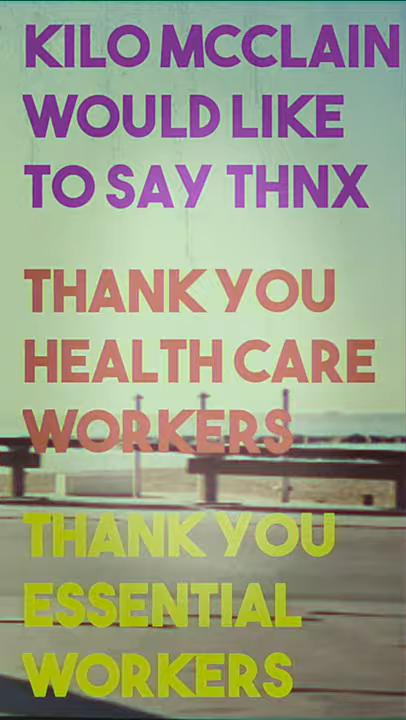 KILO MCCLAIN
WOULD LIKE
TO SAY THNX
THANK YOU
HEALTH CARE
WORKERS
THANK YOU
ESSENTIAL
WORKERS